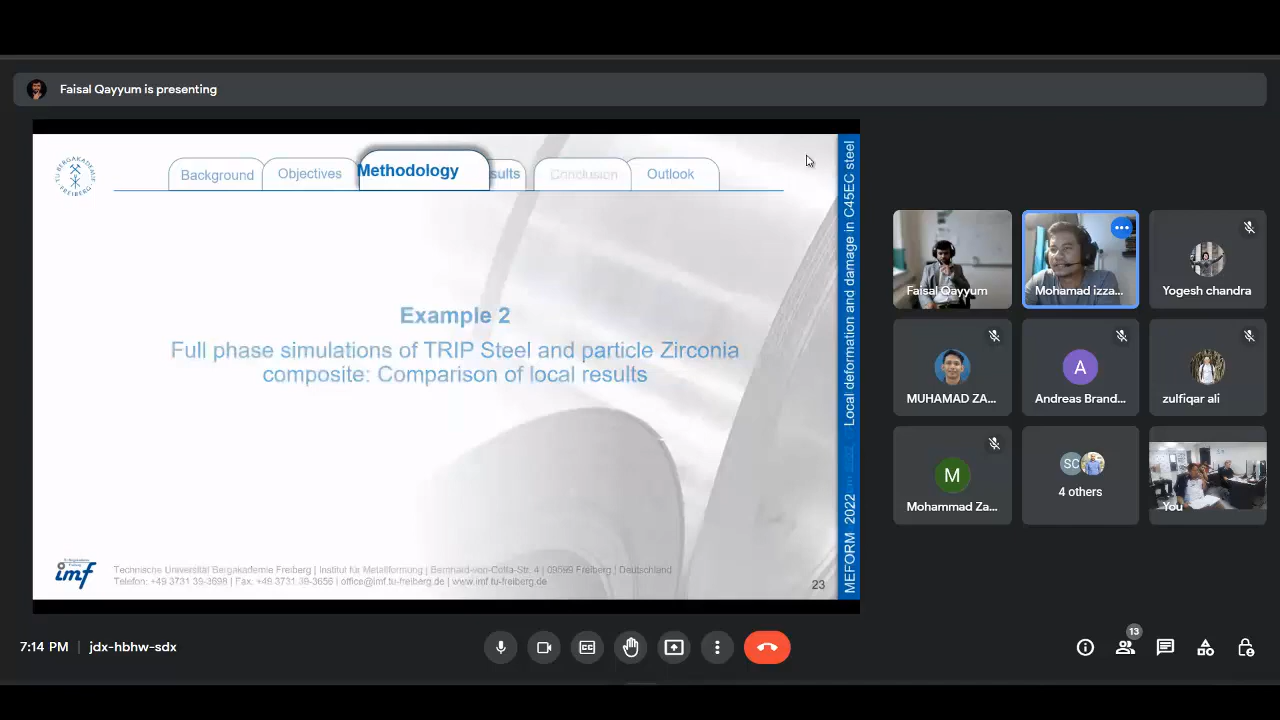 Faisal Qayyum is presenting
TU BERGAKADEMIE FREIBERG
Background
Objectives
Methodology
sults
Conclusion
Outlook
Example 2
Full phase simulations of TRIP Steel and particle Zirconia
composite: Comparison of local results
imf
Technische Universität Bergakademie Freiberg | Institut für Metallformung | Bernhard-von-Cotta-Str. 4 | 09599 Freiberg | Deutschland
Telefon: +49 3731 39-3698 | Fax: +49 3731 39-3656 | office@imf.tu-freiberg.de | www.imf.tu-freiberg.de
23
MEFORM 2022
Local deformation and damage in C45EC steel
Faisal Qayyum
Mohamad izza...
Yogesh chandra
MUHAMAD ZA...
A
Andreas Brand...
zulfiqar ali
M
Mohammad Za...
SC
4 others
You
7:14 PM | jdx-hbhw-sdx
CC
13